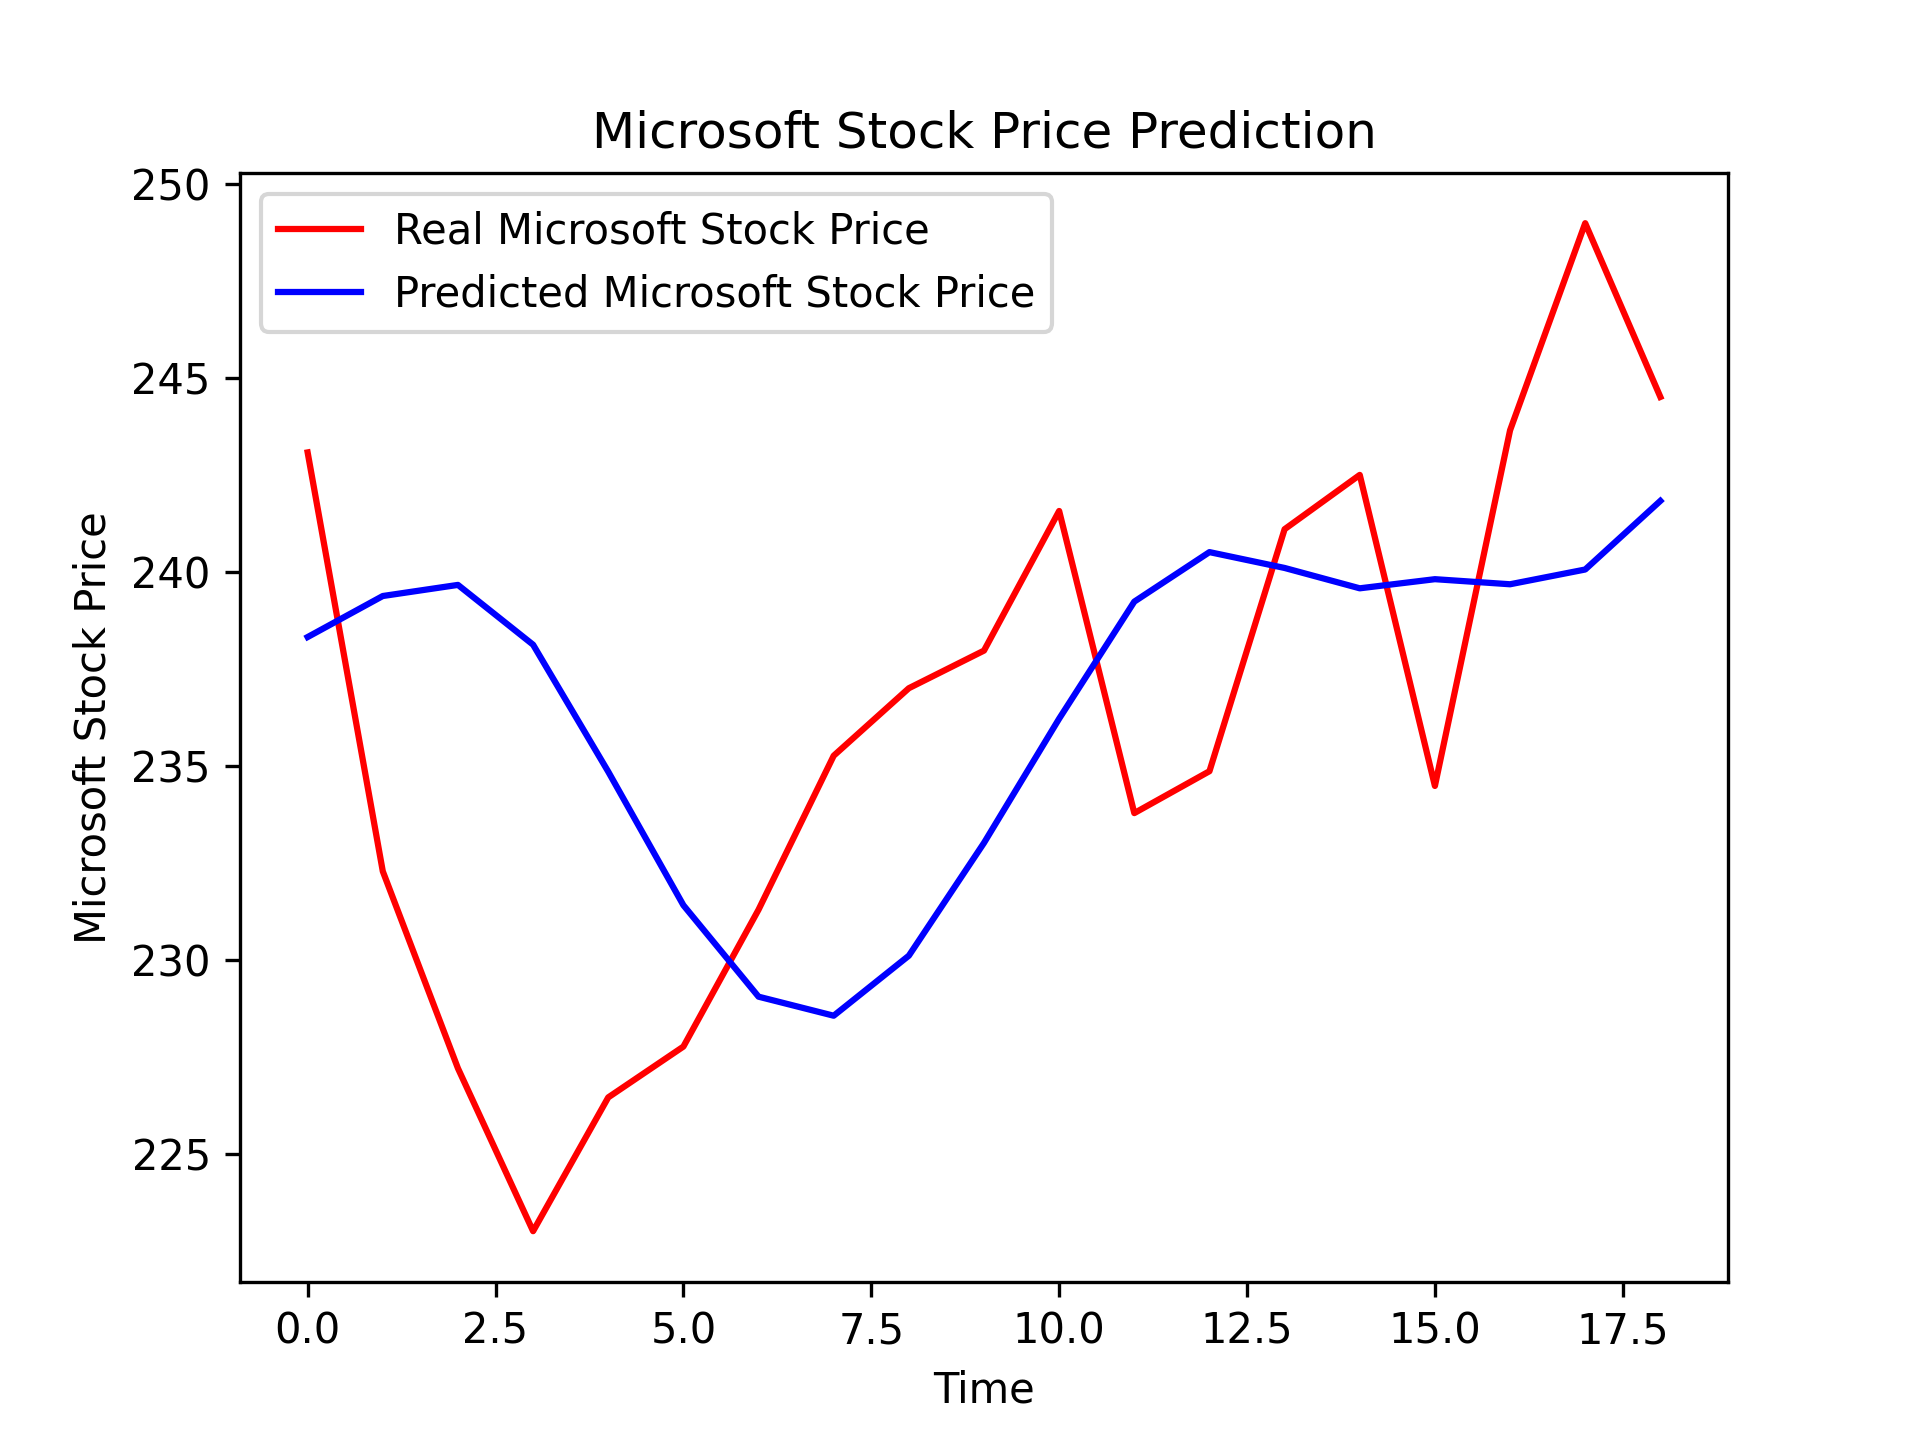 Microsoft Stock Price Prediction
250
245
240
235
230
225
Microsoft Stock Price
Real Microsoft Stock Price
Predicted Microsoft Stock Price
0.0 2.5 5.0 7.5 10.0 12.5 15.0 17.5
Time